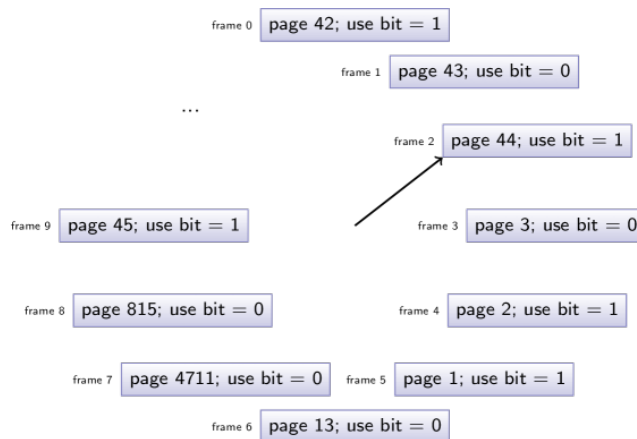 frame 0 page 42; use bit = 1
frame 1 page 43; use bit = 0
...
frame 2 page 44; use bit = 1
frame 9 page 45; use bit = 1
frame 3 page 3; use bit = 0
frame 8 page 815; use bit = 0
frame 4 page 2; use bit = 1
frame 7 page 4711; use bit = 0
frame 5 page 1; use bit = 1
frame 6 page 13; use bit = 0